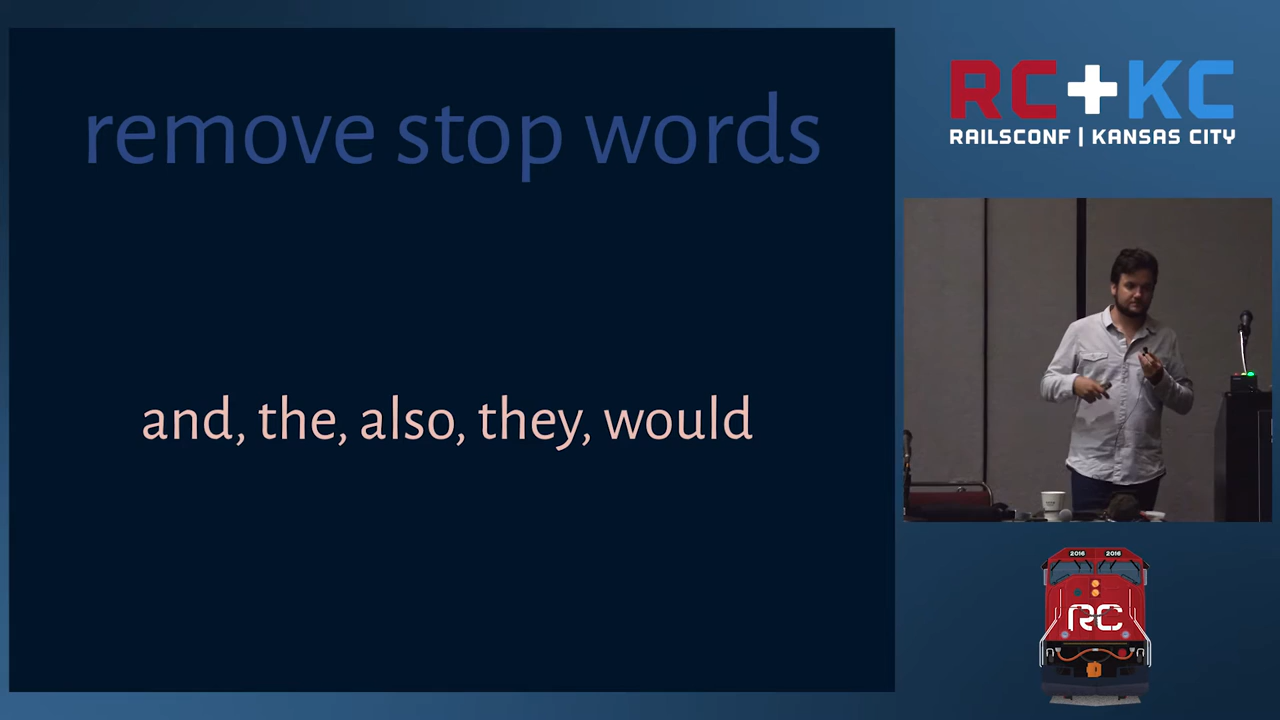 remove stop words
and, the, also, they, would
RC+KC
RAILSCONF | KANSAS CITY
2016 2016
RC